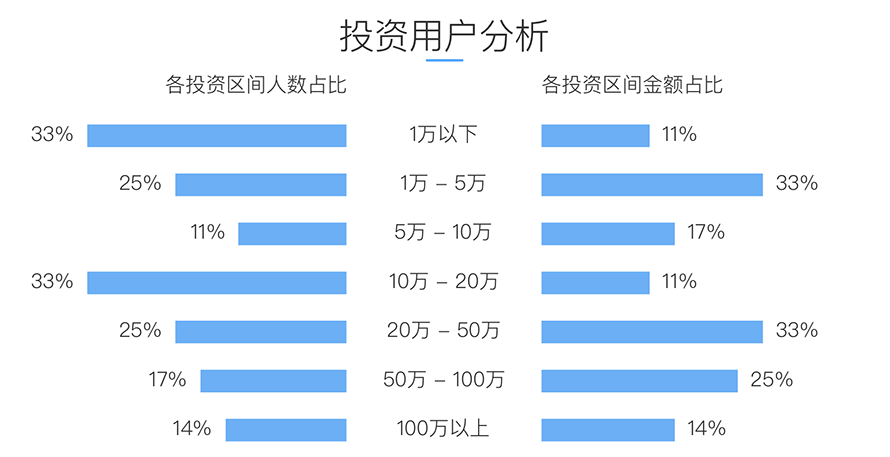 投资用户分析
各投资区间人数占比 各投资区间金额占比
33% 1万以下 11%
25% 1万 – 5万 33%
11% 5万 – 10万 17%
33% 10万 – 20万 11%
25% 20万 – 50万 33%
17% 50万 – 100万 25%
14% 100万以上 14%